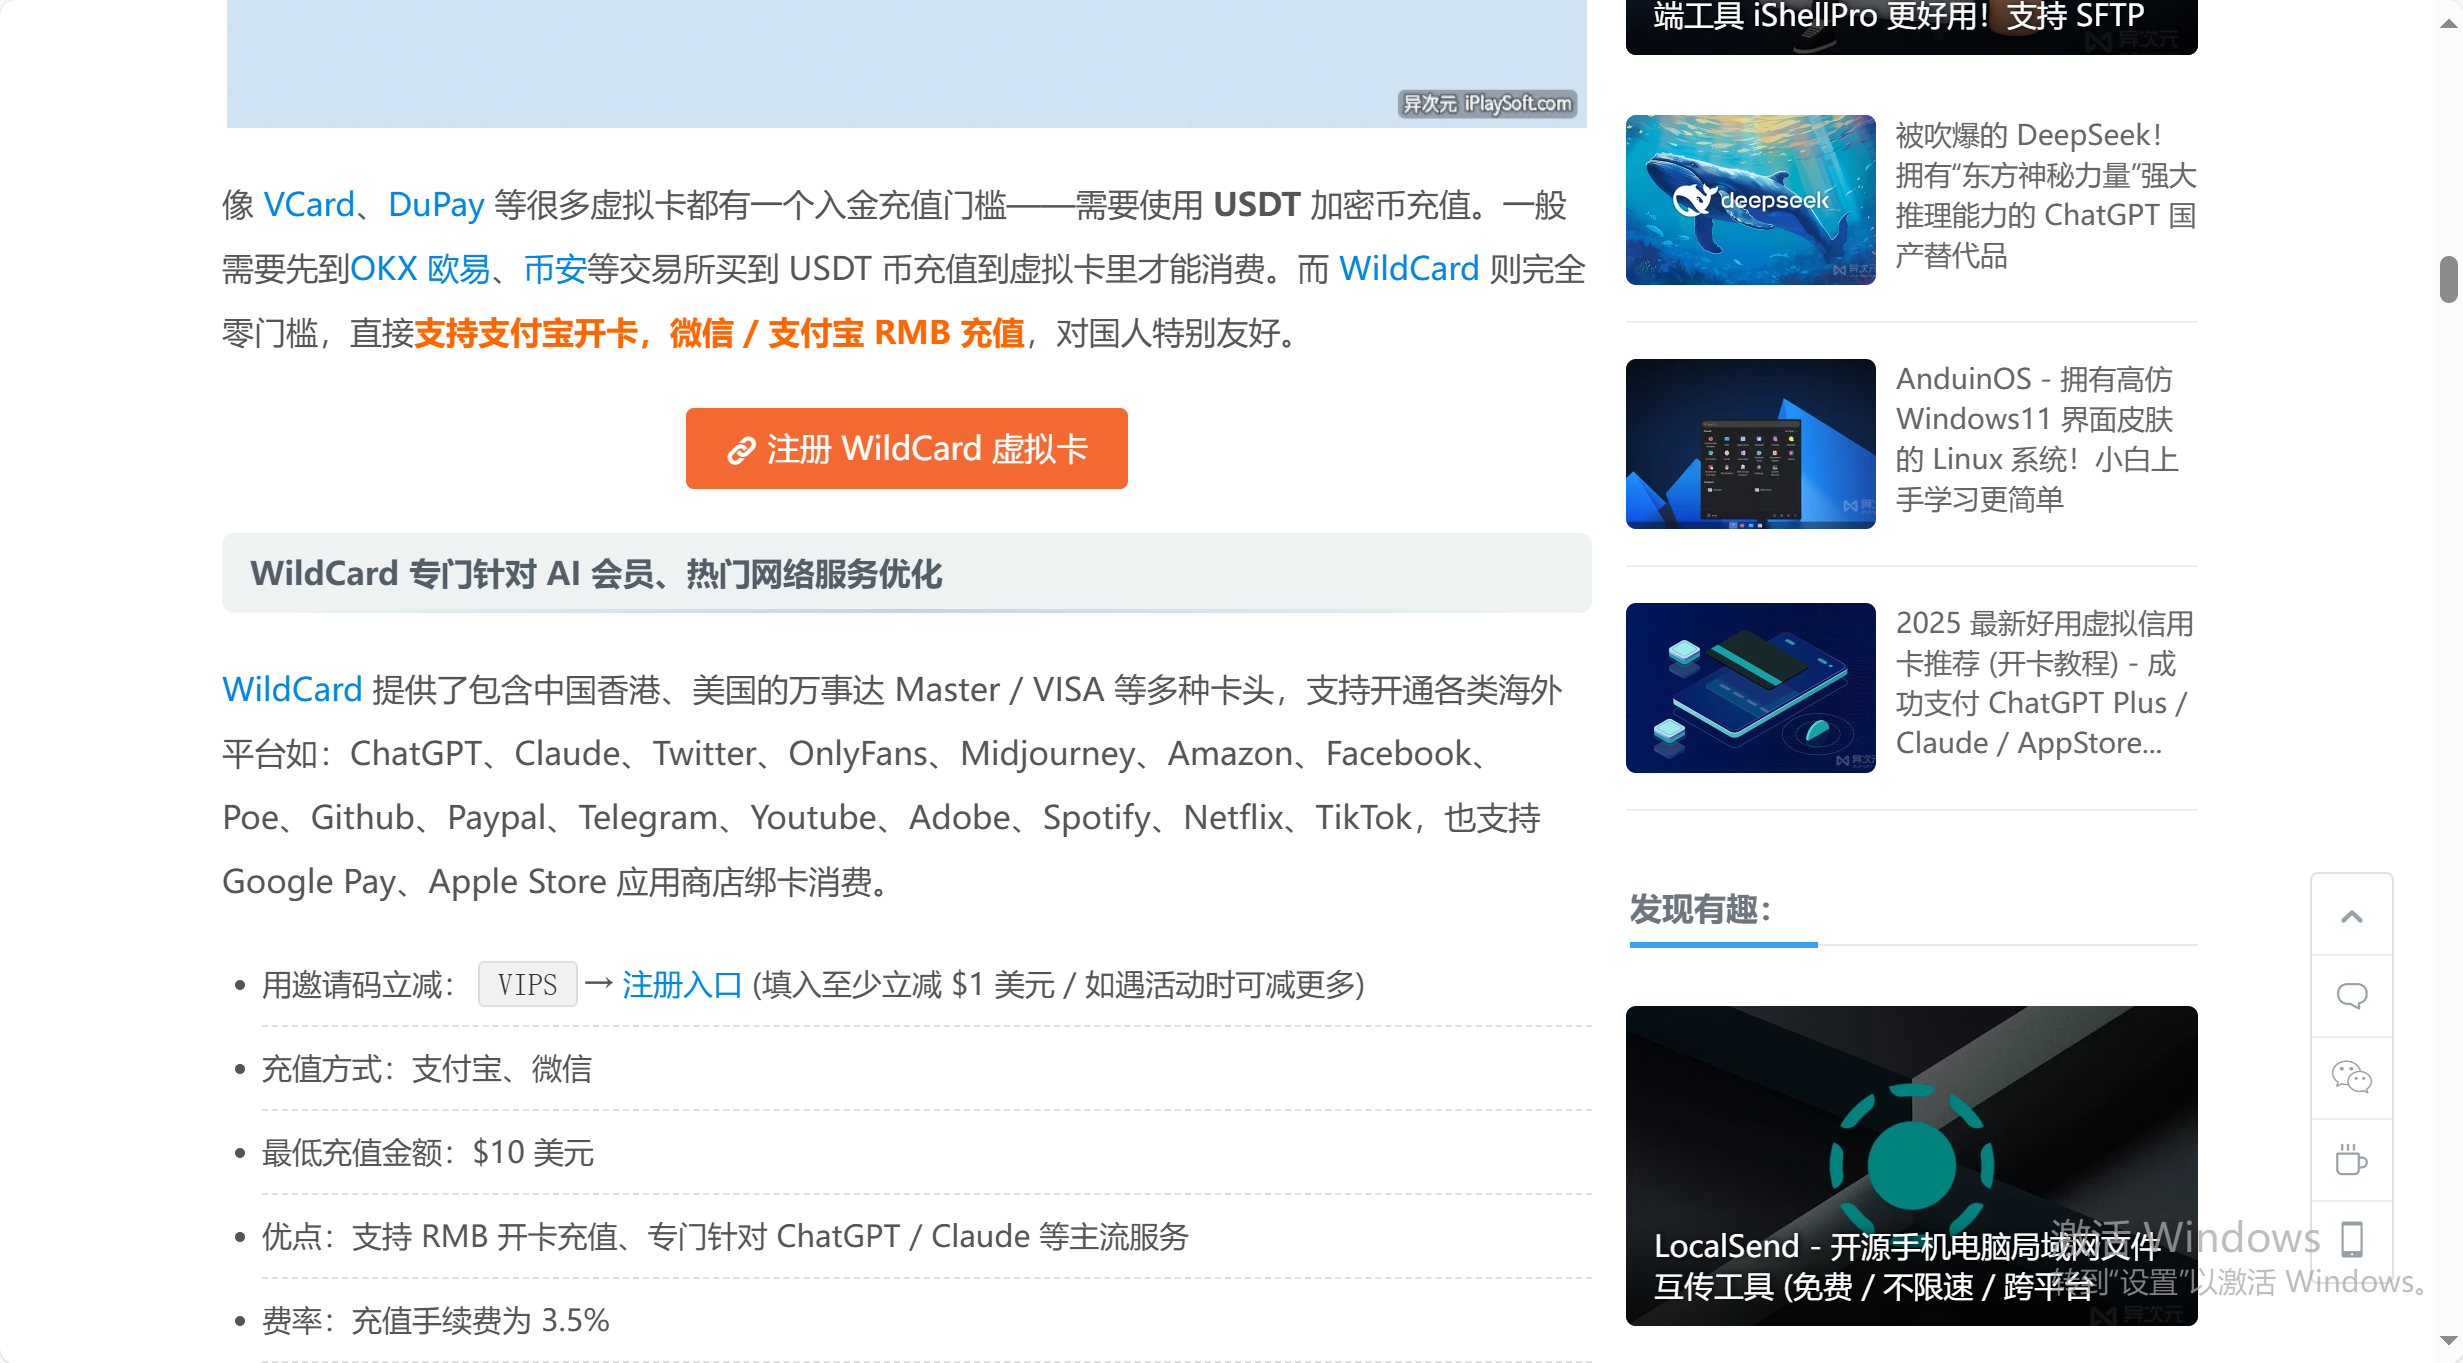 异次元 iPlaySoft.com
像 VCard、DuPay 等很多虚拟卡都有一个入金充值门槛——需要使用 USDT 加密币充值。一般
需要先到OKX 欧易、币安等交易所买到 USDT 币充值到虚拟卡里才能消费。而 WildCard 则完全
零门槛，直接支持支付宝开卡，微信 / 支付宝 RMB 充值，对国人特别友好。
注册 WildCard 虚拟卡
WildCard 专门针对 AI 会员、热门网络服务优化
WildCard 提供了包含中国香港、美国的万事达 Master / VISA 等多种卡头，支持开通各类海外
平台如：ChatGPT、Claude、Twitter、OnlyFans、Midjourney、Amazon、Facebook、
Poe、Github、Paypal、Telegram、Youtube、Adobe、Spotify、Netflix、TikTok，也支持
Google Pay、Apple Store 应用商店绑卡消费。
• 用邀请码立减： VIPS → 注册入口 (填入至少立减 $1 美元 / 如遇活动时可减更多)
• 充值方式：支付宝、微信
• 最低充值金额：$10 美元
• 优点：支持 RMB 开卡充值、专门针对 ChatGPT / Claude 等主流服务
• 费率：充值手续费为 3.5%
端工具 iShellPro 更好用！支持 SFTP
异次元
deepseek
异次元
被吹爆的 DeepSeek！
拥有“东方神秘力量”强大
推理能力的 ChatGPT 国
产替代品
AnduinOS - 拥有高仿
Windows11 界面皮肤
的 Linux 系统！小白上
手学习更简单
2025 最新好用虚拟信用
卡推荐 (开卡教程) - 成
功支付 ChatGPT Plus /
Claude / AppStore...
发现有趣：
LocalSend - 开源手机电脑局域网文件
互传工具 (免费 / 不限速 / 跨平台
异次元
激活 Windows
转到“设置”以激活 Windows。